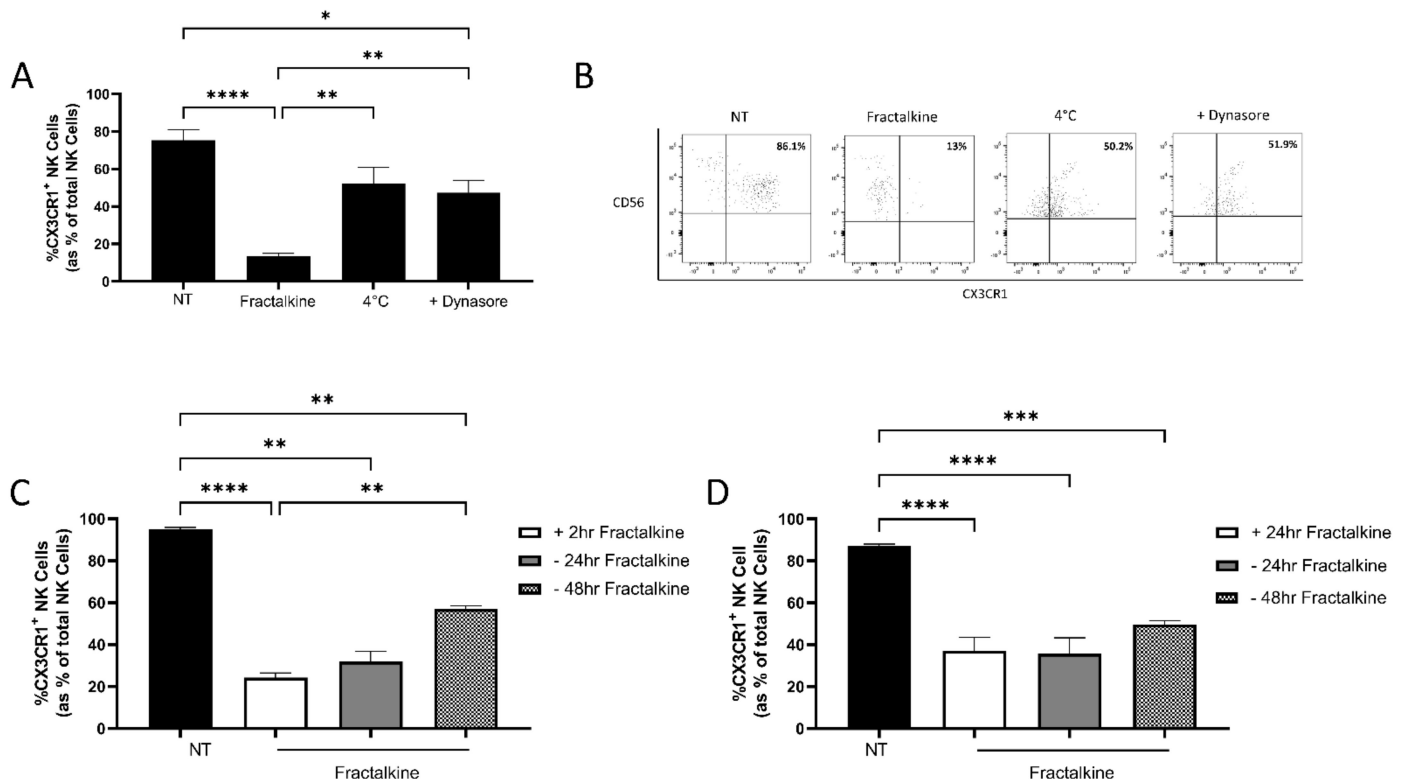 A
*
**
**** **
%CX3CR1+ NK Cells
(as % of total NK Cells)
100
80
60
40
20
0
NT Fractalkine 4°C + Dynasore
B
NT Fractalkine 4°C + Dynasore
86.1% 13% 50.2% 51.9%
CD56
CX3CR1
C
**
**
**** **
%CX3CR1+ NK Cells
(as % of total NK Cells)
100
80
60
40
20
0
NT
Fractalkine
+ 2hr Fractalkine
- 24hr Fractalkine
- 48hr Fractalkine
D
***
****
****
%CX3CR1+ NK Cell
(as % of total NK Cells)
100
80
60
40
20
0
NT
Fractalkine
+ 24hr Fractalkine
- 24hr Fractalkine
- 48hr Fractalkine